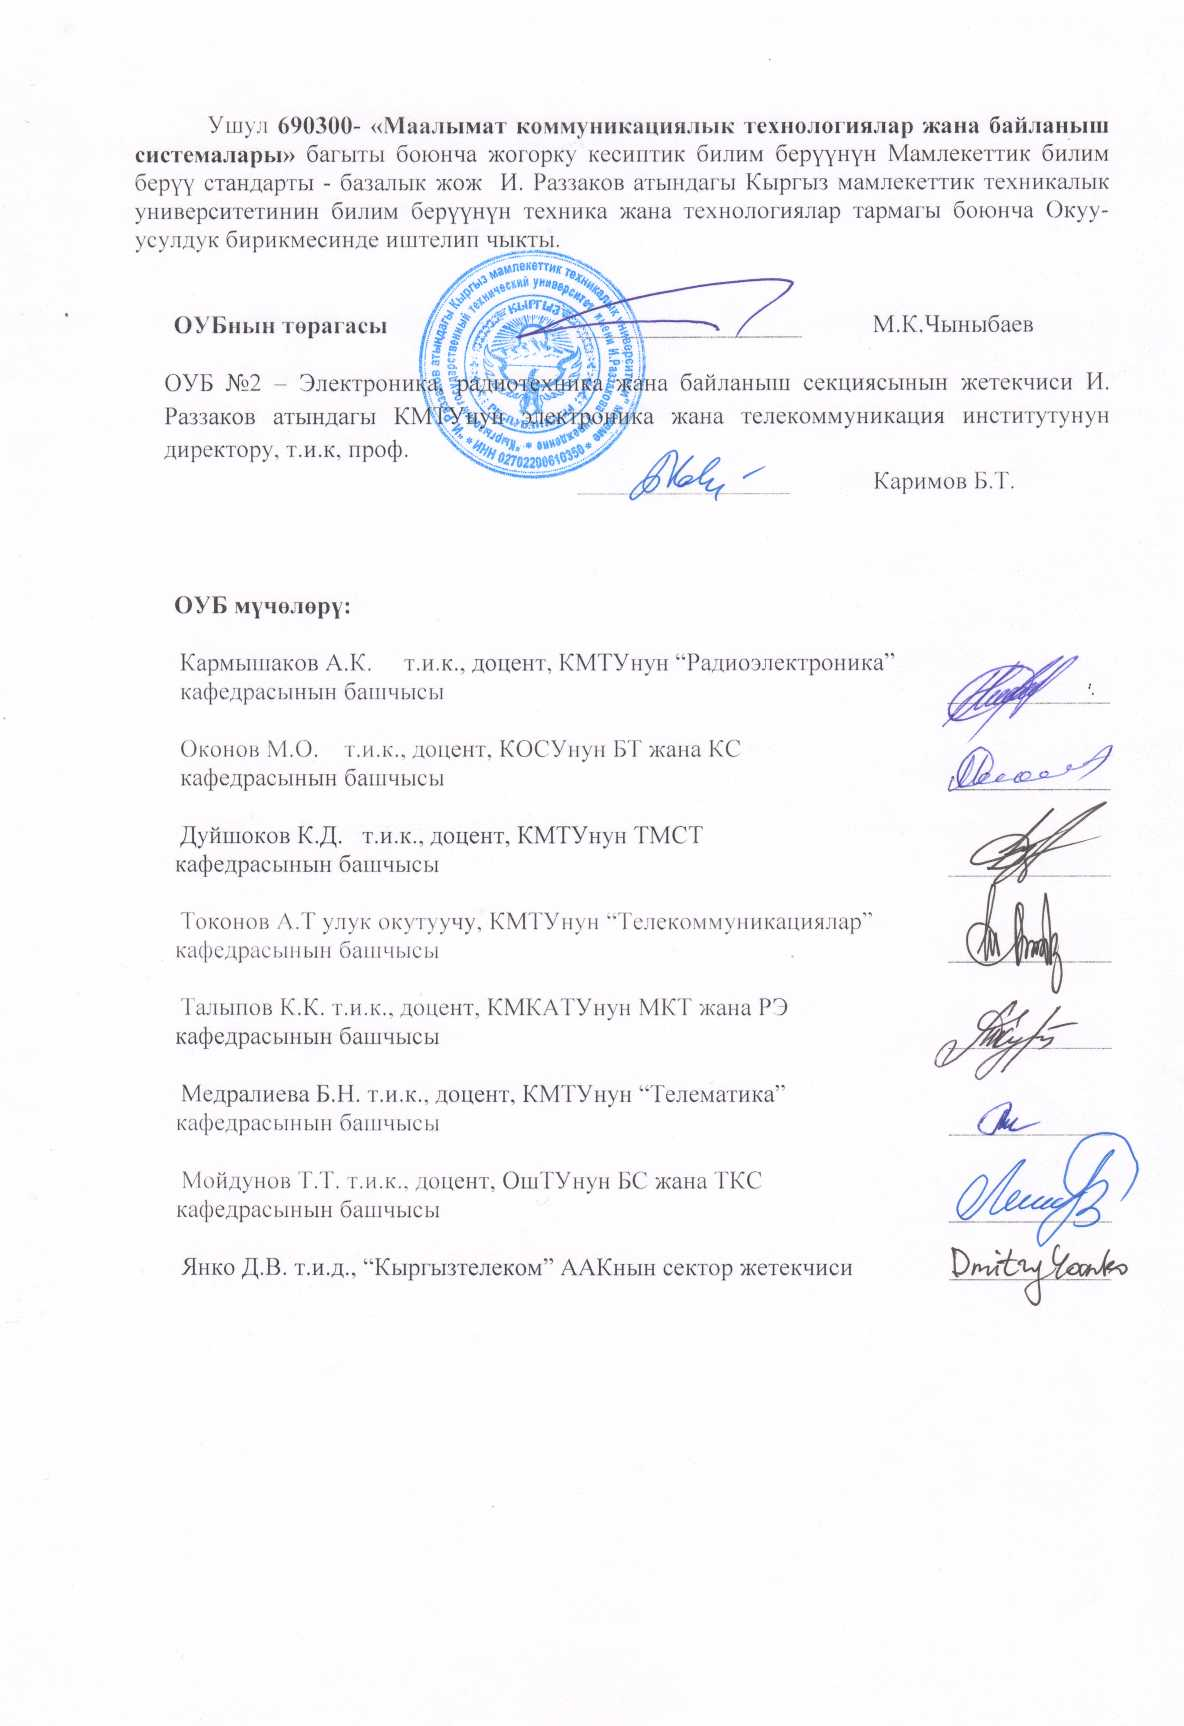 Ушул 690300- «Маалымат коммуникациялык технологиялар жана байланыш
системалары» багыты боюнча жогорку кесиптик билим берүүнүн Мамлекеттик билим
берүү стандарты - базалык жож И. Раззаков атындагы Кыргыз мамлекеттик техникалык
университетинин билим берүүнүн техника жана технологиялар тармагы боюнча Окуу-
усулдук бирикмесинде иштелип чыкты.
ОУБнын төрагасы М.К.Чыныбаев
ОУБ №2 – Электроника, радиотехника жана байланыш секциясынын жетекчиси И.
Раззаков атындагы КМТУнун электроника жана телекоммуникация институтунун
директору, т.и.к, проф.
Каримов Б.Т.
ОУБ мүчөлөрү:
Кармышаков А.К. т.и.к., доцент, КМТУнун “Радиоэлектроника”
кафедрасынын башчысы
Оконов М.О. т.и.к., доцент, КОСУнун БТ жана КС
кафедрасынын башчысы
Дуйшоков К.Д. т.и.к., доцент, КМТУнун ТМСТ
кафедрасынын башчысы
Токонов А.Т улук окутуучу, КМТУнун “Телекоммуникациялар”
кафедрасынын башчысы
Талыпов К.К. т.и.к., доцент, КМКАТУнун МКТ жана РЭ
кафедрасынын башчысы
Медралиева Б.Н. т.и.к., доцент, КМТУнун “Телематика”
кафедрасынын башчысы
Мойдунов Т.Т. т.и.к., доцент, ОшТУнун БС жана ТКС
кафедрасынын башчысы
Янко Д.В. т.и.д., “Кыргызтелеком” ААКнын сектор жетекчиси
Dmitry Yanko